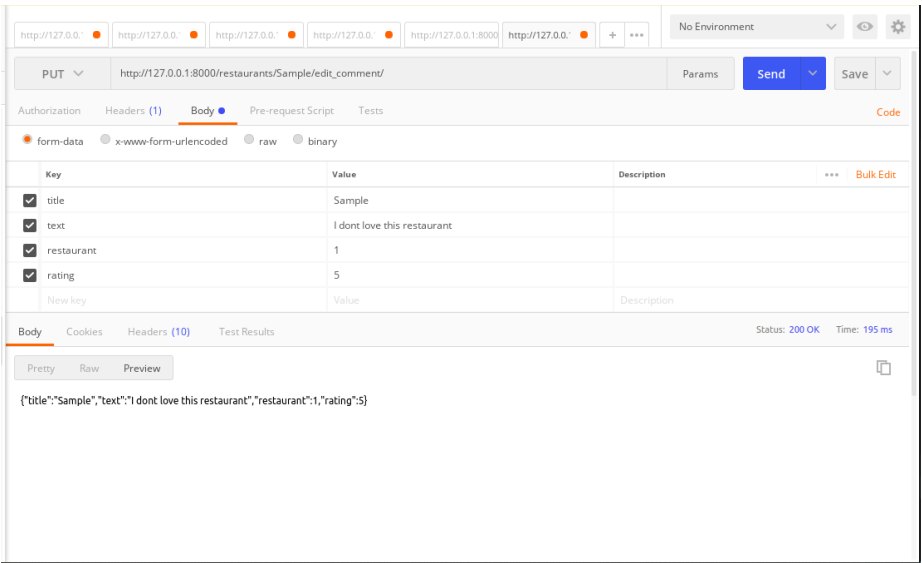 http://127.0.0.' http://127.0.0.' http://127.0.0.' http://127.0.0.' http://127.0.0.1:8000 http://127.0.0.' + ••• No Environment
PUT http://127.0.0.1:8000/restaurants/Sample/edit_comment/ Params Send Save
Authorization Headers (1) Body Pre-request Script Tests Code
form-data x-www-form-urlencoded raw binary
Key Value Description ••• Bulk Edit
title Sample
text I dont love this restaurant
restaurant 1
rating 5
New key Value Description
Body Cookies Headers (10) Test Results Status: 200 OK Time: 195 ms
Pretty Raw Preview
{"title":"Sample","text":"I dont love this restaurant","restaurant":1,"rating":5}